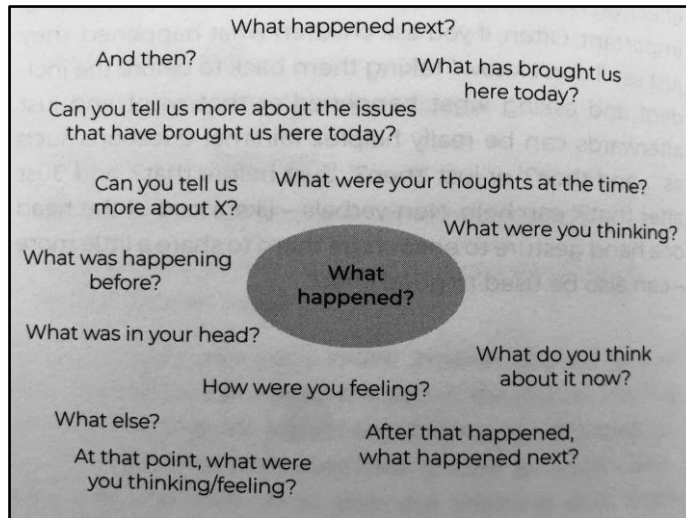 What happened next?
And then?
What has brought us
here today?
Can you tell us more about the issues
that have brought us here today?
Can you tell us
more about X?
What were your thoughts at the time?
What were you thinking?
What was happening
before?
What
happened?
What was in your head?
What do you think
about it now?
How were you feeling?
What else?
After that happened,
what happened next?
At that point, what were
you thinking/feeling?